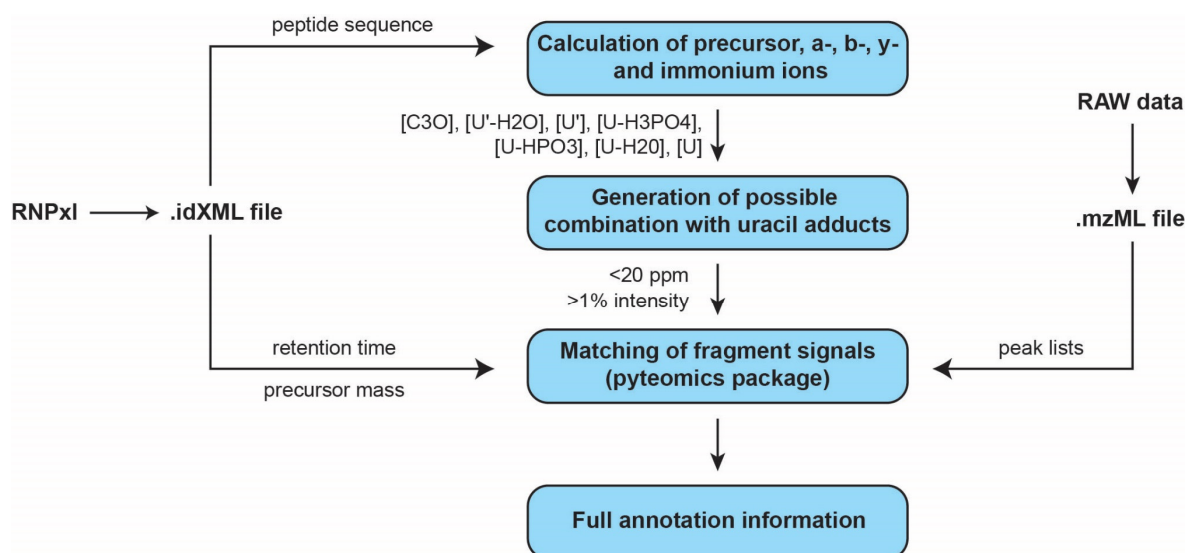 peptide sequence
Calculation of precursor, a-, b-, y-
and immonium ions
RAW data
[C3O], [U'-H2O], [U'], [U-H3PO4],
[U-HPO3], [U-H20], [U]
RNPxl
.idXML file
Generation of possible
combination with uracil adducts
.mzML file
<20 ppm
>1% intensity
retention time
precursor mass
Matching of fragment signals
(pyteomics package)
peak lists
Full annotation information